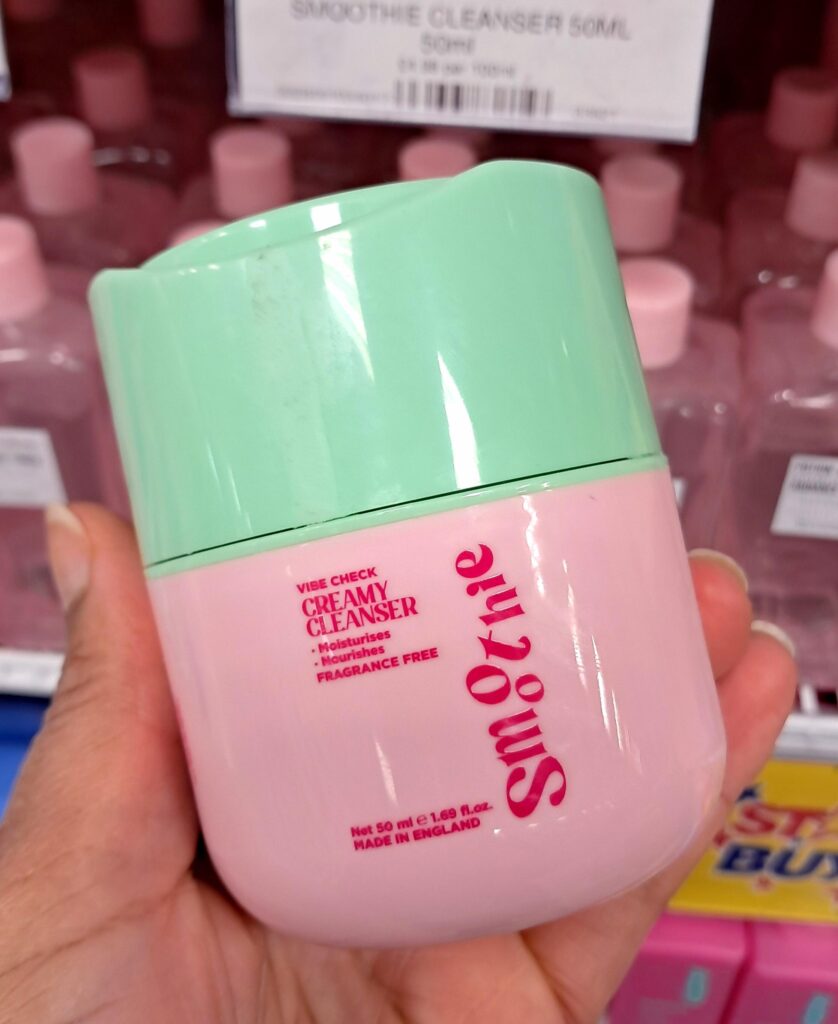 SMOOTHIE CLEANSER 50ML
50ml
VIBE CHECK
CREAMY
CLEANSER
· Moisturises
· Nourishes
FRAGRANCE FREE
Smoothie
Net 50 ml ℮ 1.69 fl.oz.
MADE IN ENGLAND
BUY